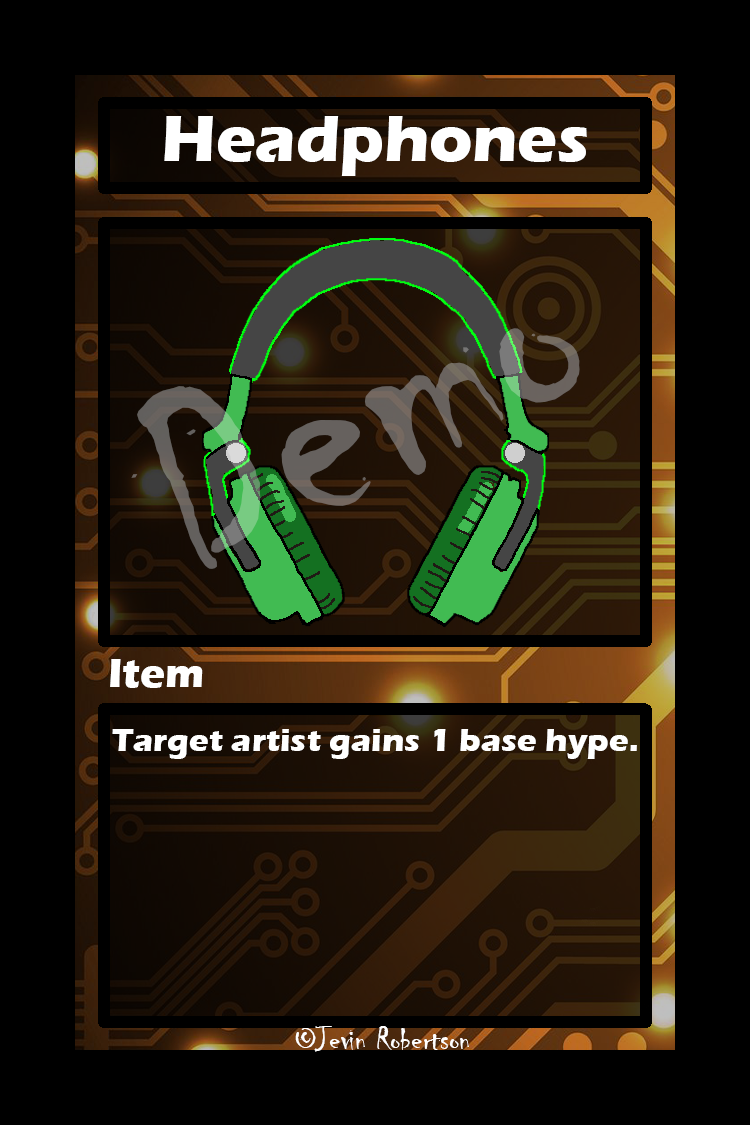 Headphones
Demo
Item
Target artist gains 1 base hype.
©Jevin Robertson